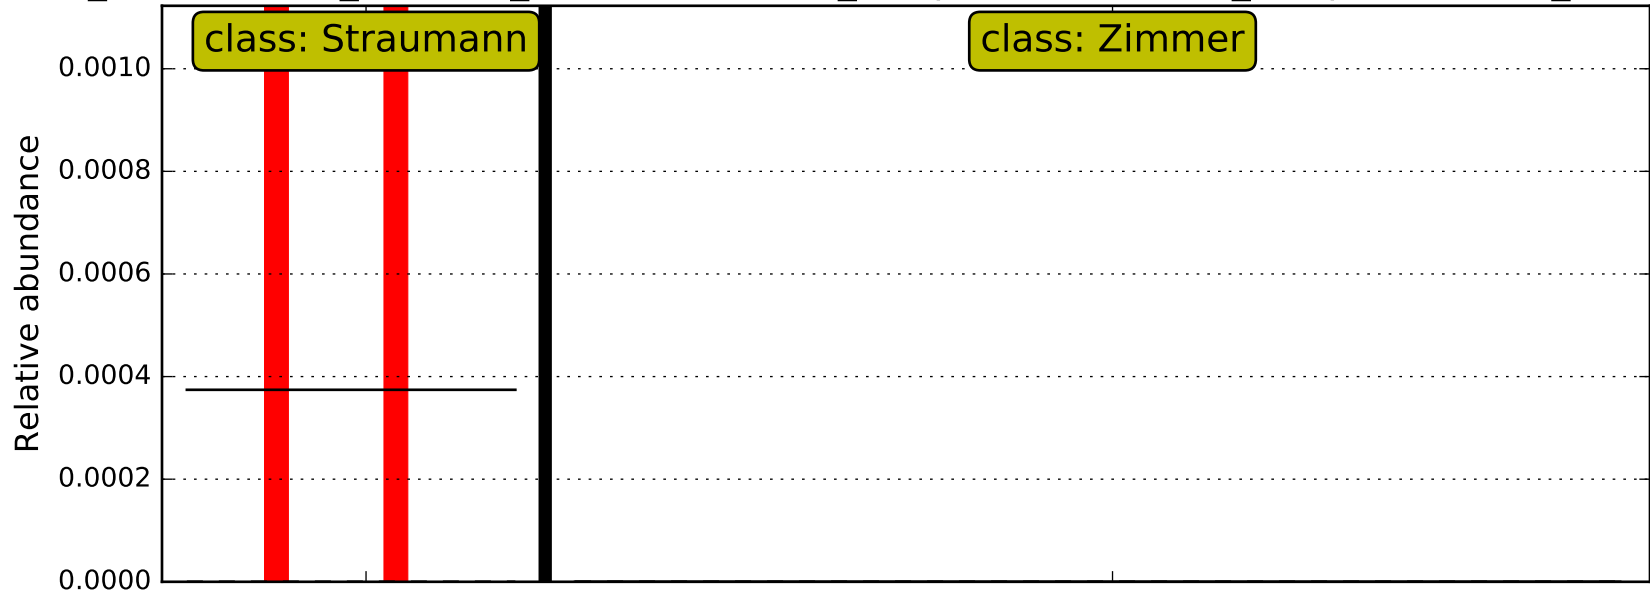 class: Straumann
class: Zimmer
0.0010
0.0008
0.0006
0.0004
0.0002
0.0000
Relative abundance